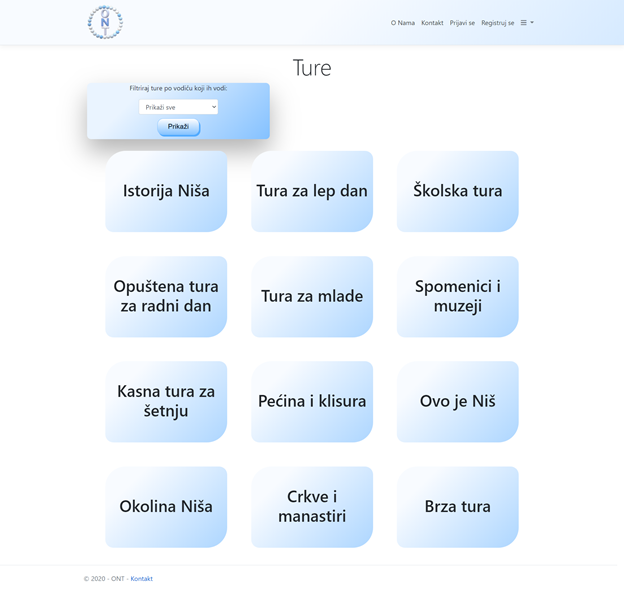 O
N
T
O Nama Kontakt Prijavi se Registruj se
Ture
Filtriraj ture po vodiču koji ih vodi:
Prikaži sve
Prikaži
Istorija Niša
Tura za lep dan
Školska tura
Opuštena tura
za radni dan
Tura za mlade
Spomenici i
muzeji
Kasna tura za
šetnju
Pećina i klisura
Ovo je Niš
Okolina Niša
Crkve i
manastiri
Brza tura
© 2020 - ONT - Kontakt